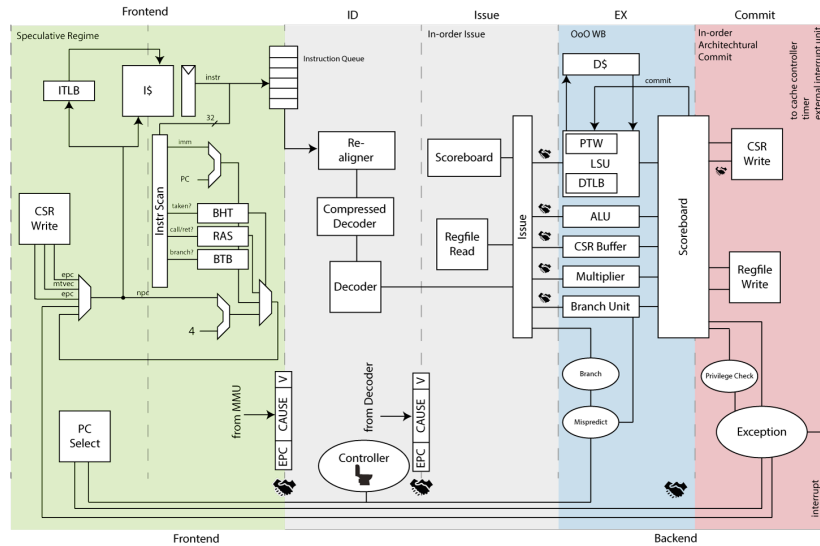 Frontend
ID
Issue
EX
Commit
Speculative Regime
In-order Issue
OoO WB
In-order
Architechtural
Commit
to cache controller
timer
external interrupt unit
ITLB
I$
instr
Instruction Queue
32
Instr Scan
imm
PC
taken?
BHT
call/ret?
RAS
branch?
BTB
CSR
Write
epc
mtvec
epc
npc
4
Re-
aligner
Compressed
Decoder
Decoder
Scoreboard
Regfile
Read
Issue
D$
commit
PTW
LSU
DTLB
ALU
CSR Buffer
Multiplier
Branch Unit
Scoreboard
CSR
Write
Regfile
Write
Branch
Mispredict
Privilege Check
Exception
PC
Select
from MMU
EPC CAUSE V
from Decoder
EPC CAUSE V
Controller
interrupt
Frontend
Backend